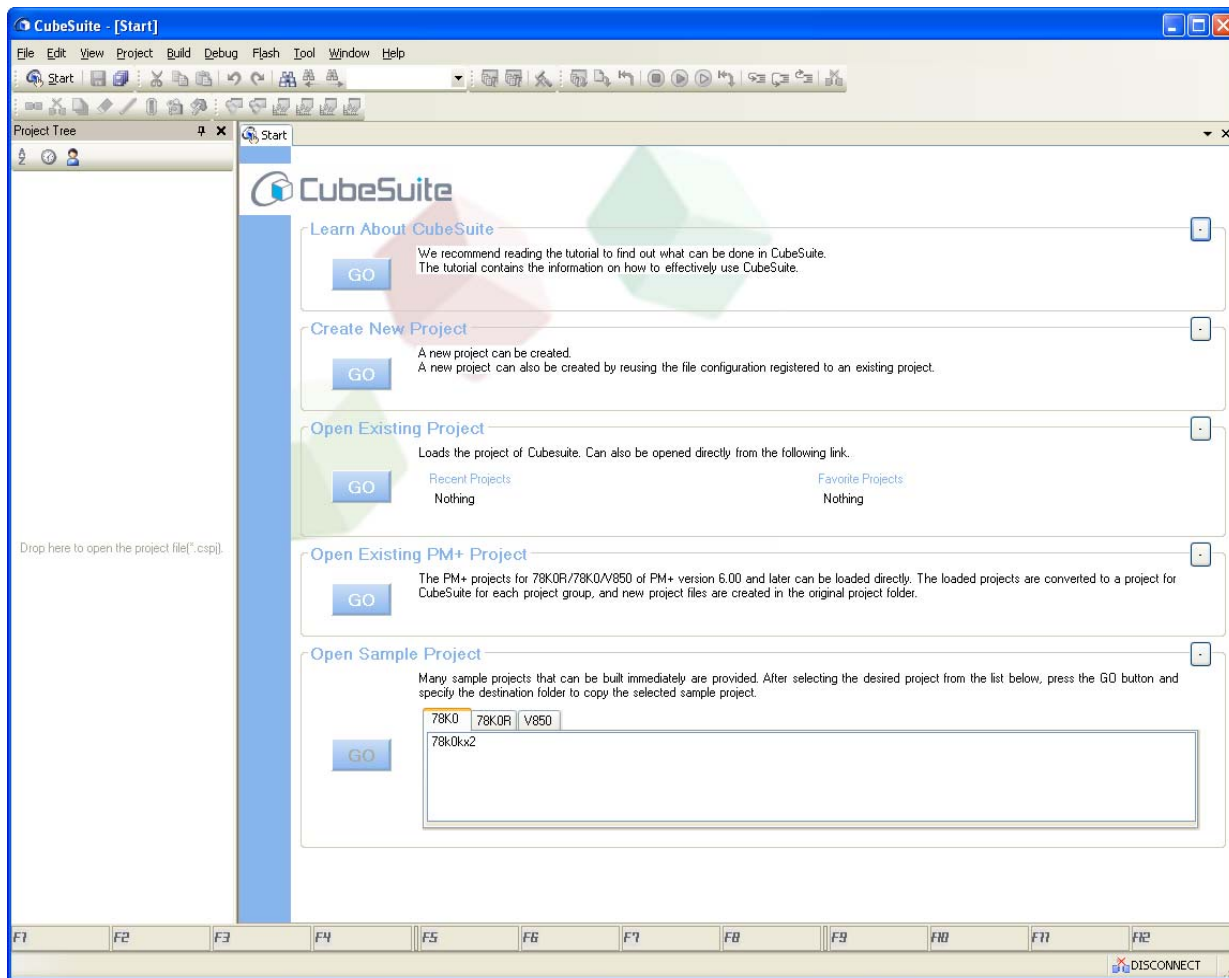 CubeSuite - [Start]
File Edit View Project Build Debug Flash Tool Window Help
Start
Project Tree
Start
CubeSuite
Learn About CubeSuite
GO
We recommend reading the tutorial to find out what can be done in CubeSuite.
The tutorial contains the information on how to effectively use CubeSuite.
Create New Project
GO
A new project can be created.
A new project can also be created by reusing the file configuration registered to an existing project.
Open Existing Project
GO
Loads the project of Cubesuite. Can also be opened directly from the following link.
Recent Projects Favorite Projects
Nothing Nothing
Drop here to open the project file(*.cspj).
Open Existing PM+ Project
GO
The PM+ projects for 78K0R/78K0/V850 of PM+ version 6.00 and later can be loaded directly. The loaded projects are converted to a project for
CubeSuite for each project group, and new project files are created in the original project folder.
Open Sample Project
Many sample projects that can be built immediately are provided. After selecting the desired project from the list below, press the GO button and
specify the destination folder to copy the selected sample project.
78K0 78K0R V850
78k0kx2
GO
F1 F2 F3 F4 F5 F6 F7 F8 F9 F10 F11 F12
DISCONNECT